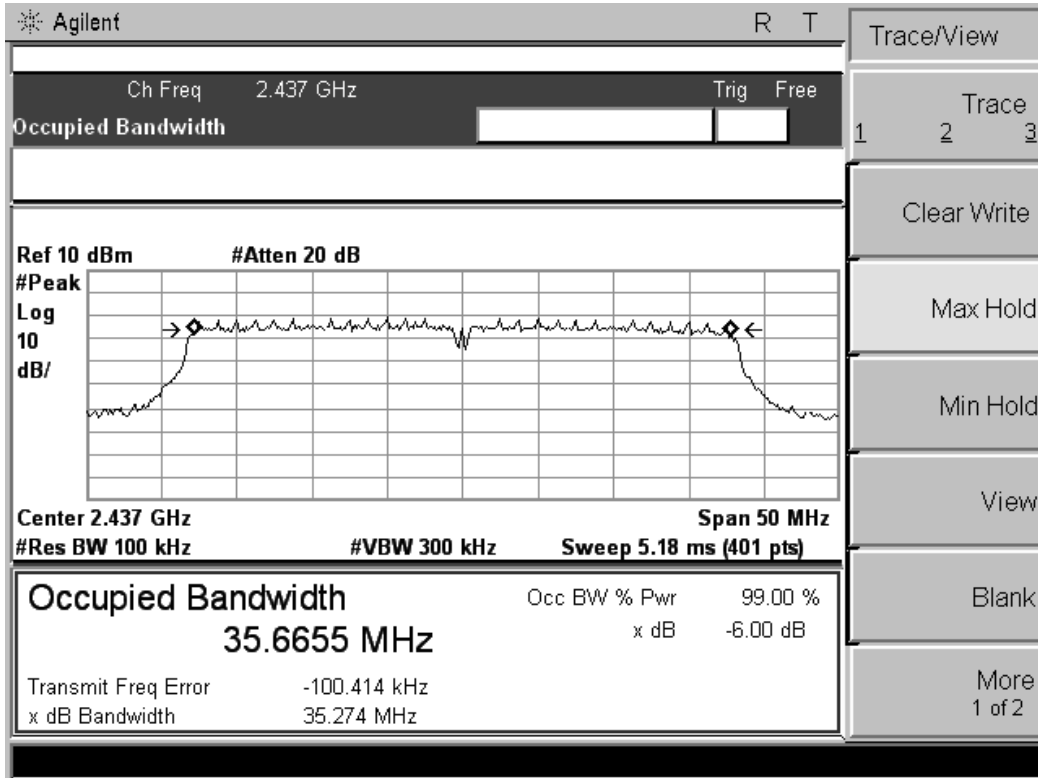 Agilent R T
Ch Freq 2.437 GHz Trig Free
Occupied Bandwidth
Ref 10 dBm #Atten 20 dB
#Peak
Log
10
dB/
Center 2.437 GHz Span 50 MHz
#Res BW 100 kHz #VBW 300 kHz Sweep 5.18 ms (401 pts)
Occupied Bandwidth
35.6655 MHz
Occ BW % Pwr 99.00 %
x dB -6.00 dB
Transmit Freq Error -100.414 kHz
x dB Bandwidth 35.274 MHz
Trace/View
Trace
1 2 3
Clear Write
Max Hold
Min Hold
View
Blank
More
1 of 2